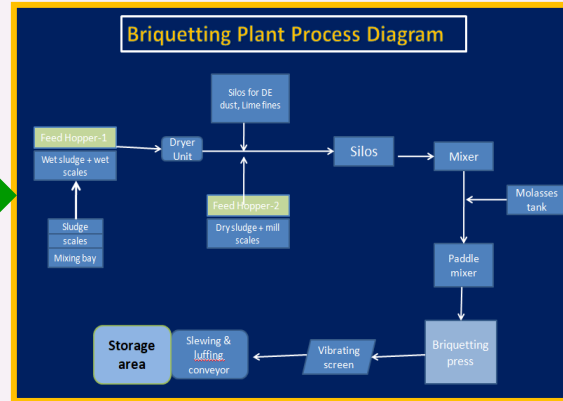 Briquetting Plant Process Diagram
Silos for DE
dust, Lime fines
Feed Hopper-1
Wet sludge + wet
scales
Dryer
Unit
Silos
Mixer
Molasses
tank
Feed Hopper-2
Dry sludge + mill
scales
Sludge
scales
Mixing bay
Paddle
mixer
Storage
area
Slewing &
luffing
conveyor
Vibrating
screen
Briquetting
press